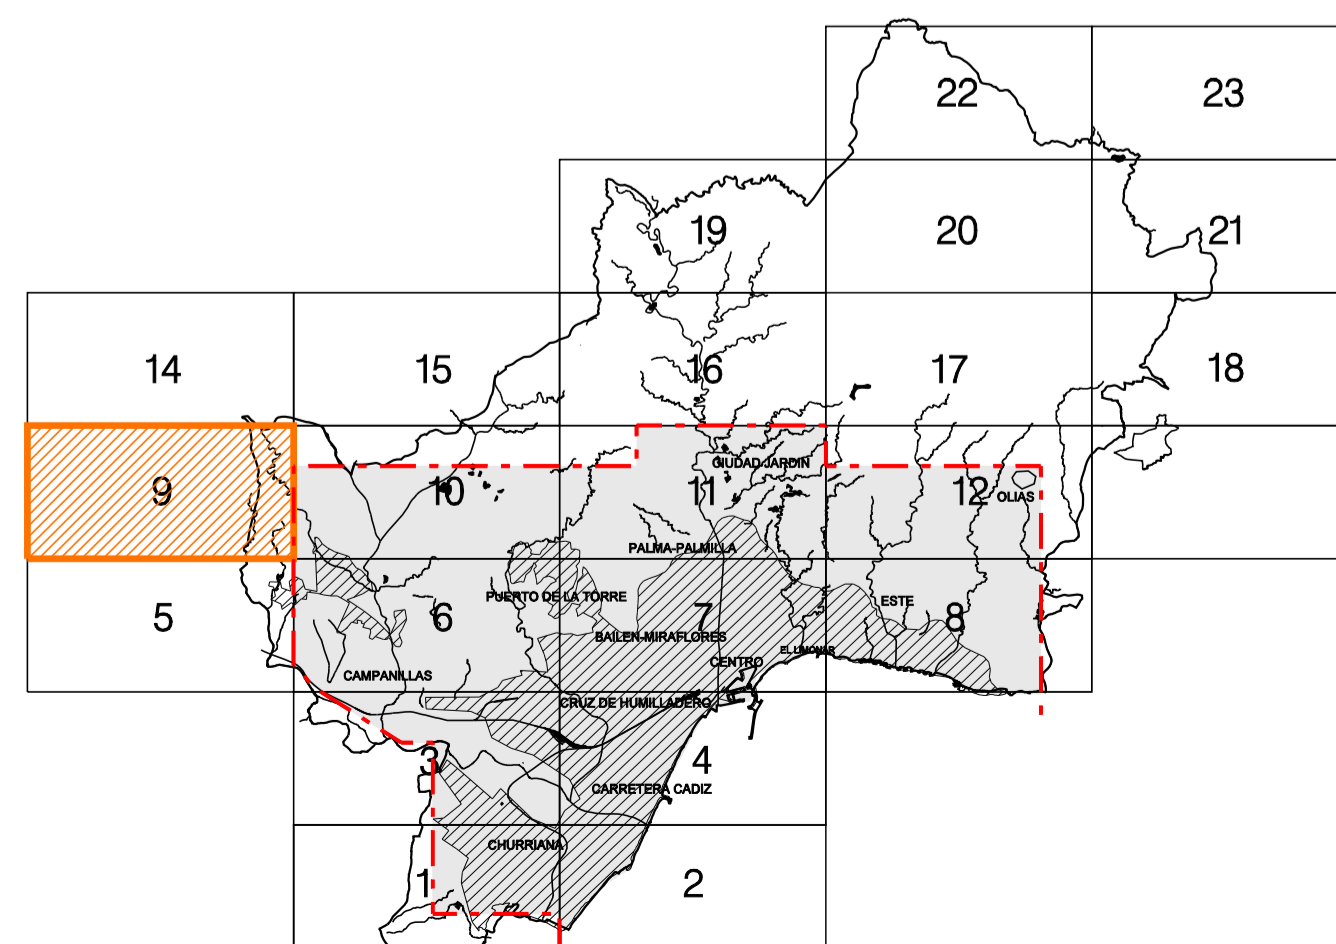 22
23
19
20
21
14
15
16
17
18
CIUDAD JARDIN
9
10
11
12
OLIAS
PALMA-PALMILLA
PUERTO DE LA TORRE
ESTE
5
6
7
8
BAILEN-MIRAFLORES
EL LIMONAR
CENTRO
CAMPANILLAS
CRUZ DE HUMILLADERO
3
4
CARRETERA CADIZ
CHURRIANA
1
2